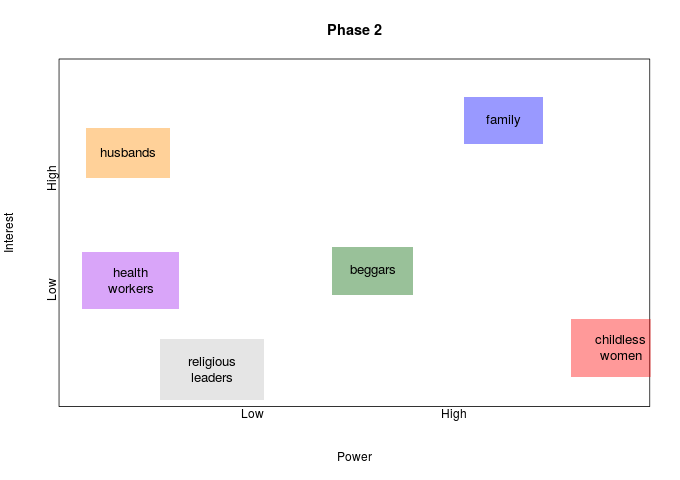 Phase 2
family
husbands
High
Interest
health
workers
beggars
Low
childless
women
religious
leaders
Low
High
Power